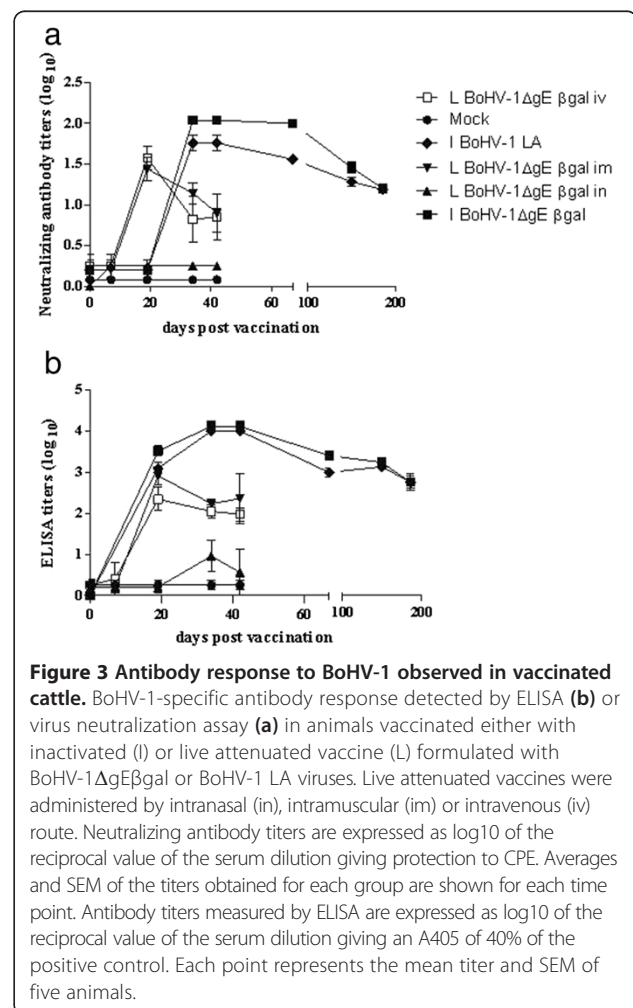 a
2.5
2.0
1.5
1.0
0.5
0.0
Neutralizing antibody titers (log10)
0 20 40 60 100 200
days post vaccination
L BoHV-1ΔgE βgal iv
Mock
I BoHV-1 LA
L BoHV-1ΔgE βgal im
L BoHV-1ΔgE βgal in
I BoHV-1ΔgE βgal
b
5
4
3
2
1
0
ELISA titers (log10)
0 20 40 60 100 200
days post vaccination
Figure 3 Antibody response to BoHV-1 observed in vaccinated
cattle. BoHV-1-specific antibody response detected by ELISA (b) or
virus neutralization assay (a) in animals vaccinated either with
inactivated (I) or live attenuated vaccine (L) formulated with
BoHV-1ΔgEβgal or BoHV-1 LA viruses. Live attenuated vaccines were
administered by intranasal (in), intramuscular (im) or intravenous (iv)
route. Neutralizing antibody titers are expressed as log10 of the
reciprocal value of the serum dilution giving protection to CPE. Averages
and SEM of the titers obtained for each group are shown for each time
point. Antibody titers measured by ELISA are expressed as log10 of the
reciprocal value of the serum dilution giving an A405 of 40% of the
positive control. Each point represents the mean titer and SEM of
five animals.